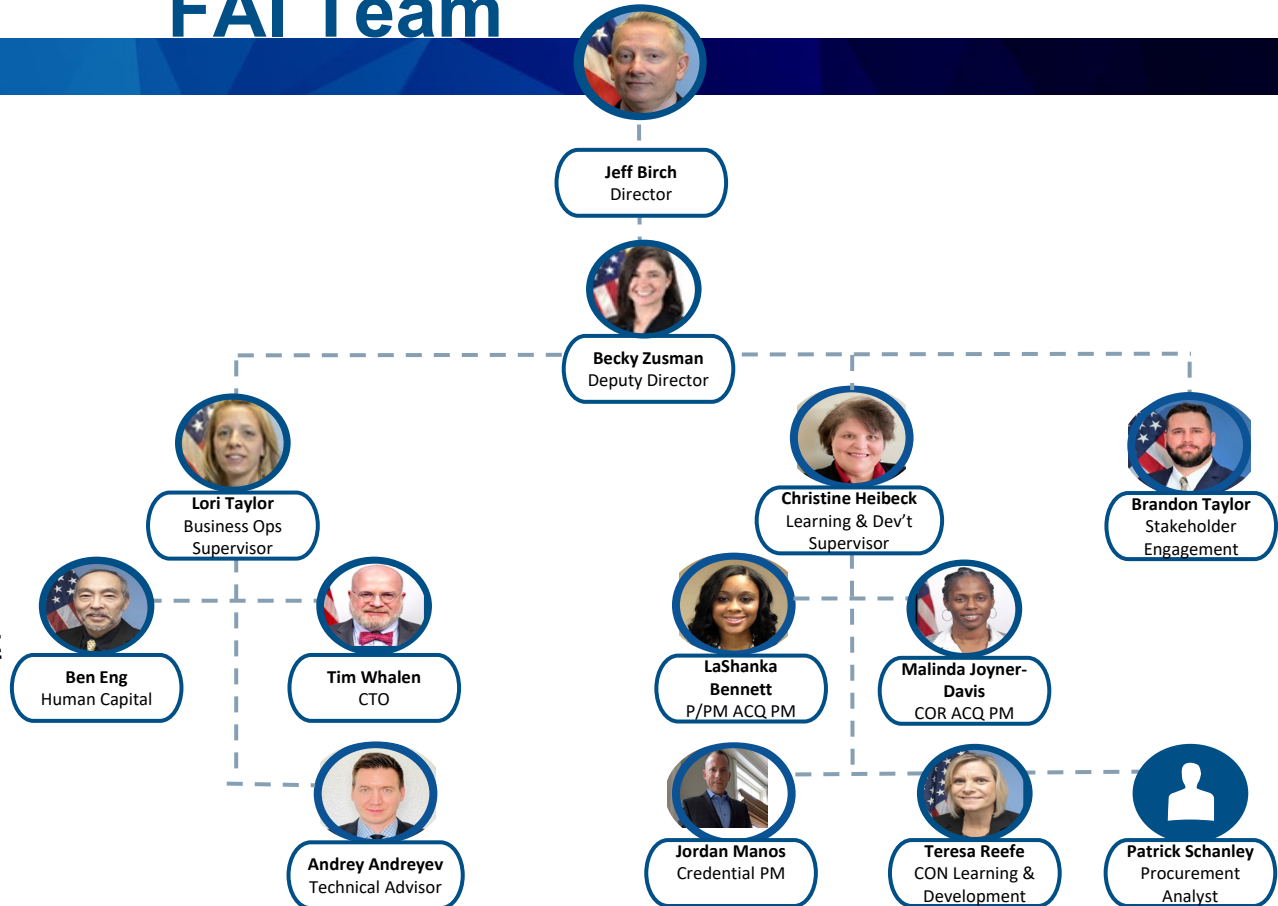 FAI Team
Jeff Birch
Director
Becky Zusman
Deputy Director
Lori Taylor
Business Ops
Supervisor
Christine Heibeck
Learning & Dev’t
Supervisor
Brandon Taylor
Stakeholder
Engagement
Ben Eng
Human Capital
Tim Whalen
CTO
LaShanka
Bennett
P/PM ACQ PM
Malinda Joyner-
Davis
COR ACQ PM
Andrey Andreyev
Technical Advisor
Jordan Manos
Credential PM
Teresa Reefe
CON Learning &
Development
Patrick Schanley
Procurement
Analyst